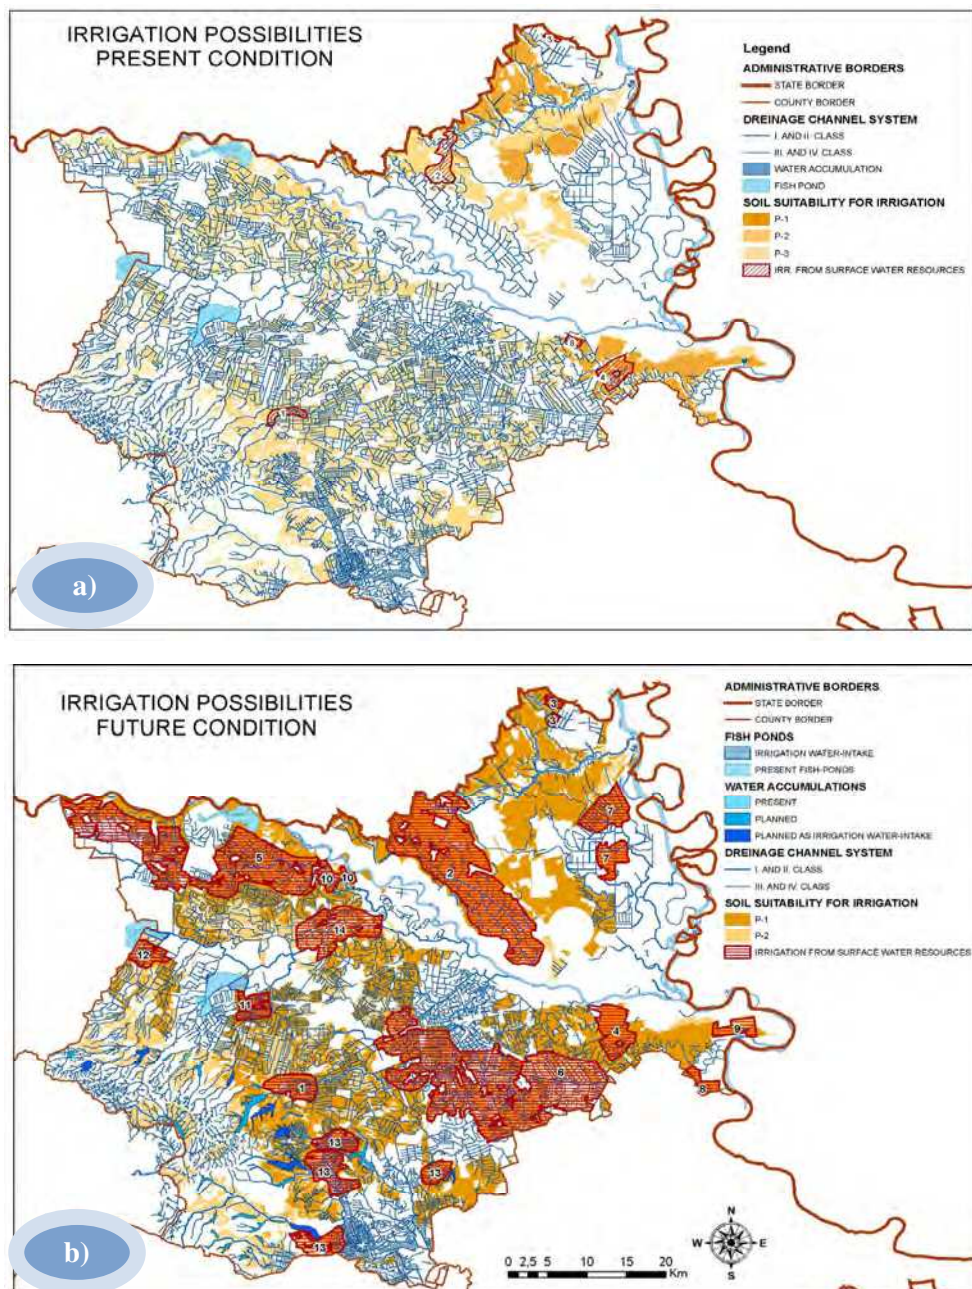 IRRIGATION POSSIBILITIES
PRESENT CONDITION
Legend
ADMINISTRATIVE BORDERS
STATE BORDER
COUNTY BORDER
DREINAGE CHANNEL SYSTEM
I. AND II. CLASS
III. AND IV. CLASS
WATER ACCUMULATION
FISH POND
SOIL SUITABILITY FOR IRRIGATION
P-1
P-2
P-3
IRR. FROM SURFACE WATER RESOURCES
3
2
5
4
1
a)
IRRIGATION POSSIBILITIES
FUTURE CONDITION
ADMINISTRATIVE BORDERS
STATE BORDER
COUNTY BORDER
FISH PONDS
IRRIGATION WATER-INTAKE
PRESENT FISH-PONDS
WATER ACCUMULATIONS
PRESENT
PLANNED
PLANNED AS IRRIGATION WATER-INTAKE
DREINAGE CHANNEL SYSTEM
I. AND II. CLASS
III. AND IV. CLASS
SOIL SUITABILITY FOR IRRIGATION
P-1
P-2
IRRIGATION FROM SURFACE WATER RESOURCES
3
3
7
7
5
10
10
2
14
12
11
4
9
6
8
1
13
13
13
13
N
W
E
S
0 2,5 5 10 15 20
Km
b)